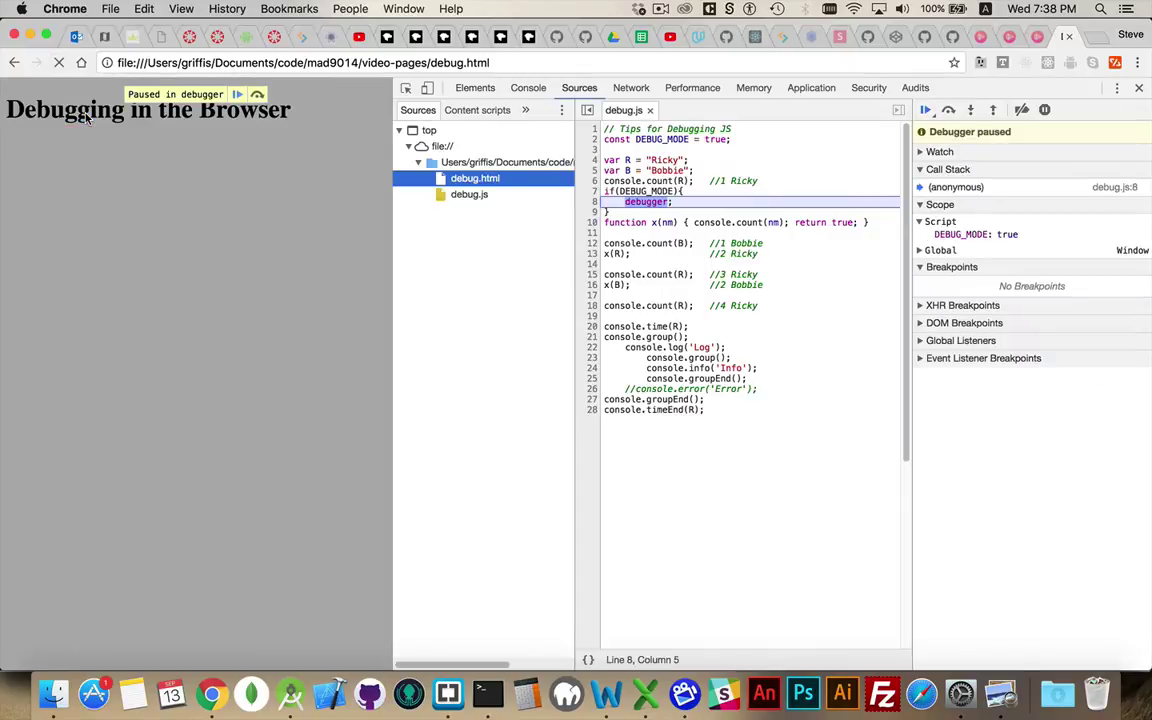 Chrome File Edit View History Bookmarks People Window Help 100% Wed 7:38 PM
Steve
file:///Users/griffis/Documents/code/mad9014/video-pages/debug.html
Paused in debugger
Debugging in the Browser
Elements Console Sources Network Performance Memory Application Security Audits
Sources Content scripts »
top
file://
Users/griffis/Documents/code/
debug.html
debug.js
debug.js
1 // Tips for Debugging JS
2 const DEBUG_MODE = true;
3
4 var R = "Ricky";
5 var B = "Bobbie";
6 console.count(R); //1 Ricky
7 if(DEBUG_MODE){
8 debugger;
9 }
10 function x(nm) { console.count(nm); return true; }
11
12 console.count(B); //1 Bobbie
13 x(R); //2 Ricky
14
15 console.count(R); //3 Ricky
16 x(B); //2 Bobbie
17
18 console.count(R); //4 Ricky
19
20 console.time(R);
21 console.group();
22 console.log('Log');
23 console.group();
24 console.info('Info');
25 console.groupEnd();
26 //console.error('Error');
27 console.groupEnd();
28 console.timeEnd(R);
{} Line 8, Column 5
Debugger paused
Watch
Call Stack
(anonymous) debug.js:8
Scope
Script
DEBUG_MODE: true
Global Window
Breakpoints
No Breakpoints
XHR Breakpoints
DOM Breakpoints
Global Listeners
Event Listener Breakpoints
1
SEP
13
An
Ps
Ai
Fz